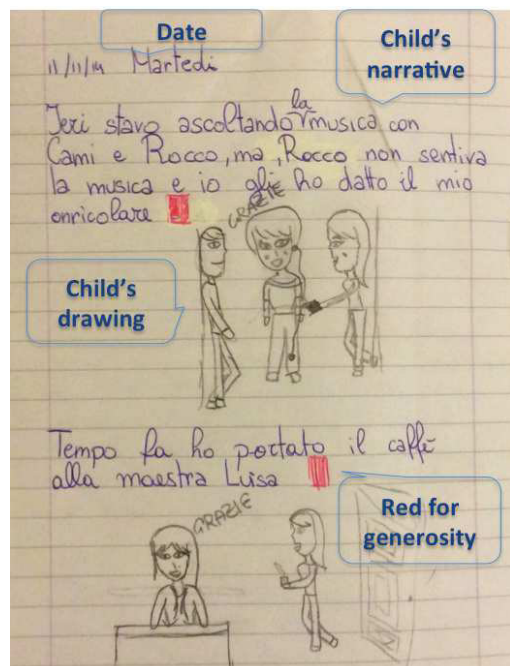 Date
Child's
narrative
11/11/14 Martedì
Ieri stavo ascoltando la musica con
Cami e Rocco, ma, Rocco non sentiva
la musica e io gli ho datto il mio
onricolare
GRAZIE
Child's
drawing
Tempo fa ho portato il caffè
alla maestra Luisa
Red for
generosity
GRAZIE